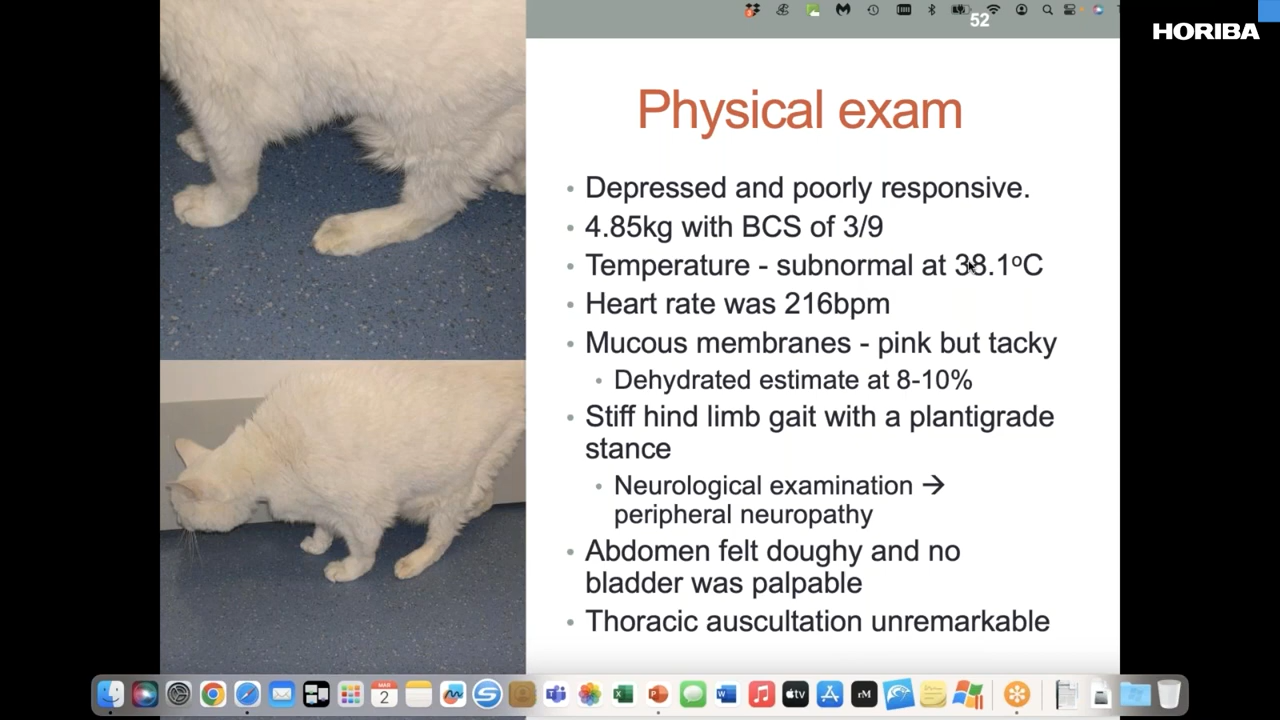 52
HORIBA
Physical exam
• Depressed and poorly responsive.
• 4.85kg with BCS of 3/9
• Temperature - subnormal at 38.1ºC
• Heart rate was 216bpm
• Mucous membranes - pink but tacky
• Dehydrated estimate at 8-10%
• Stiff hind limb gait with a plantigrade
stance
• Neurological examination →
peripheral neuropathy
• Abdomen felt doughy and no
bladder was palpable
• Thoracic auscultation unremarkable
MAR
2
tv
rM